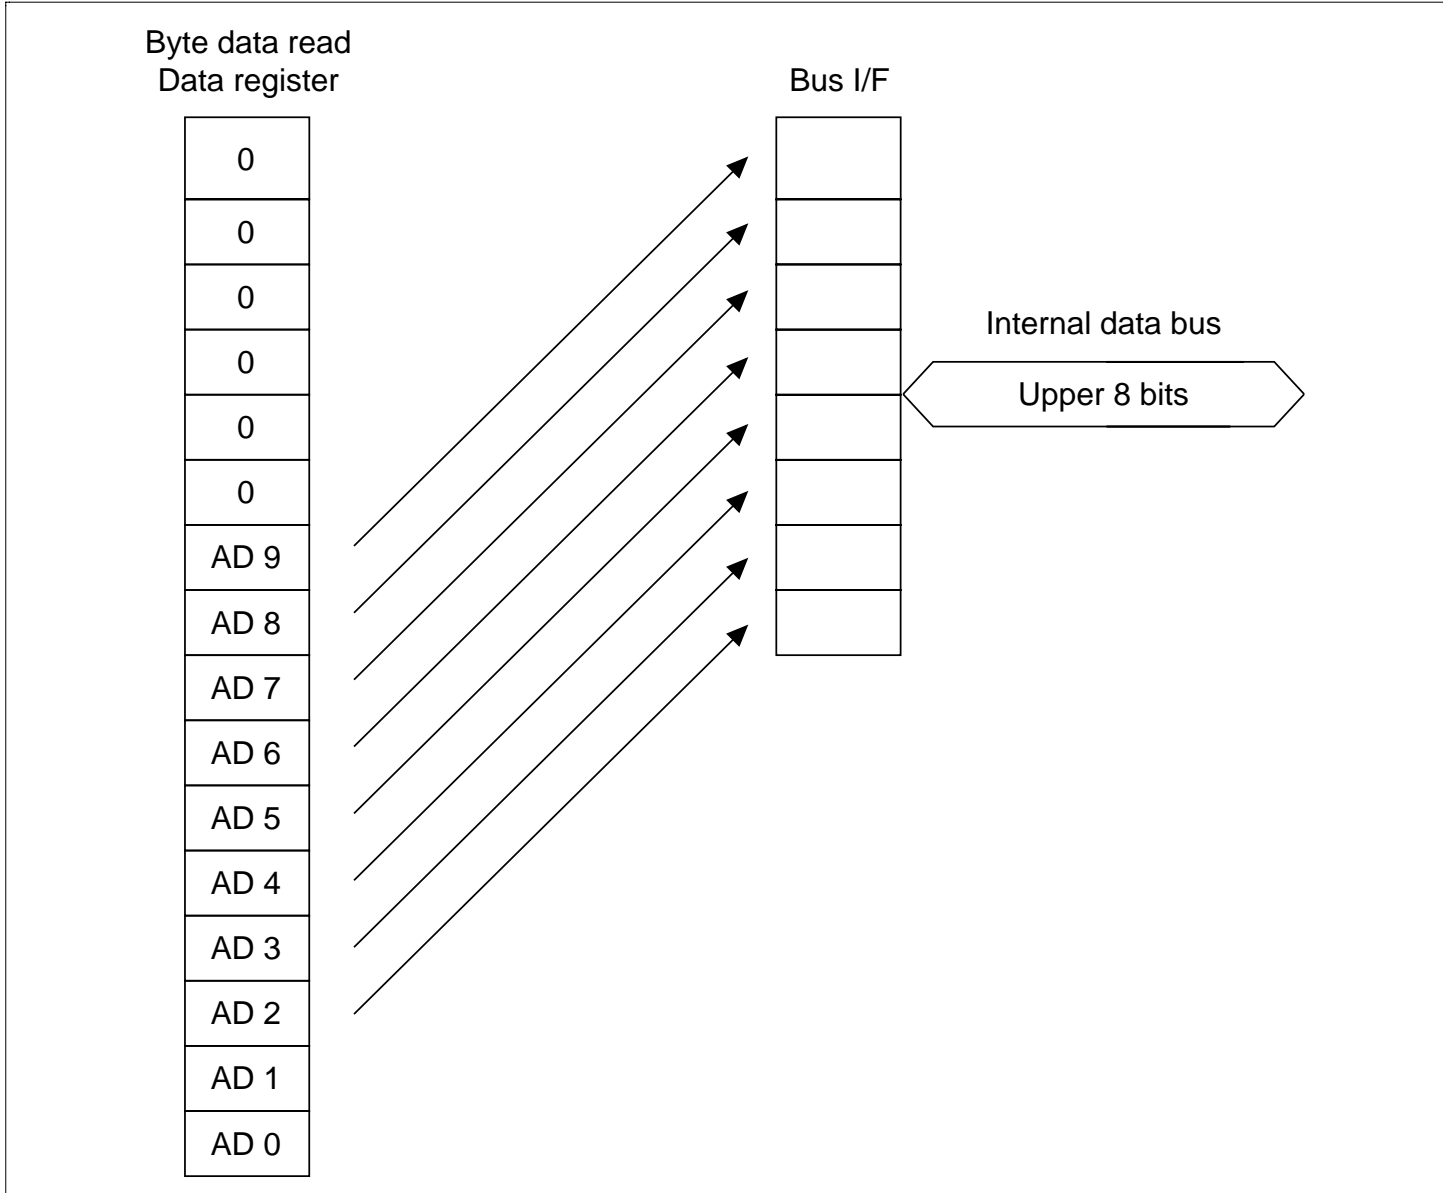 Byte data read
Data register
Bus I/F
0
0
0
0
0
0
AD 9
AD 8
AD 7
AD 6
AD 5
AD 4
AD 3
AD 2
AD 1
AD 0
Internal data bus
Upper 8 bits